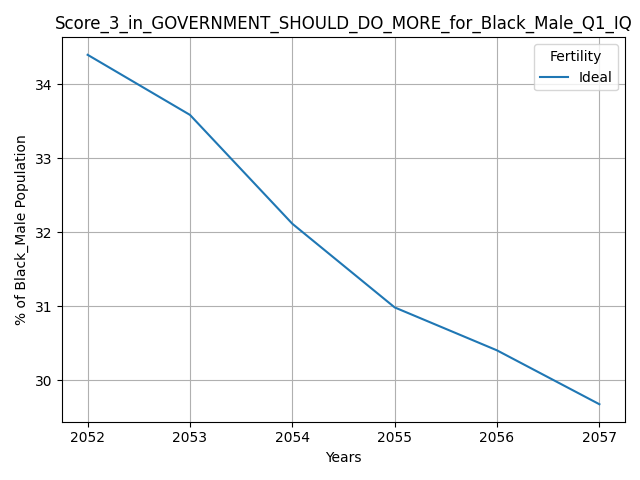 Score_3_in_GOVERNMENT_SHOULD_DO_MORE_for_Black_Male_Q1_IQ
Fertility
Ideal
% of Black_Male Population
34
33
32
31
30
2052 2053 2054 2055 2056 2057
Years